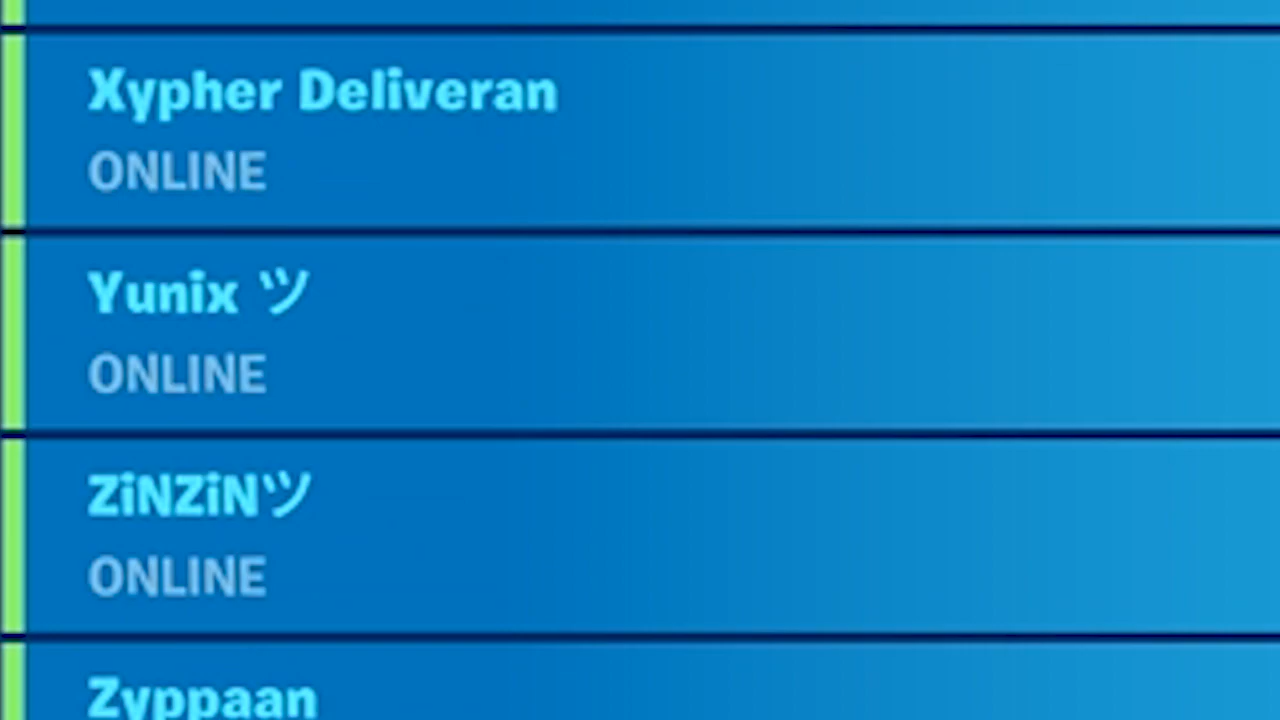 Xypher Deliveran
ONLINE
Yunix ツ
ONLINE
ZiNZiNツ
ONLINE
Zyppaan